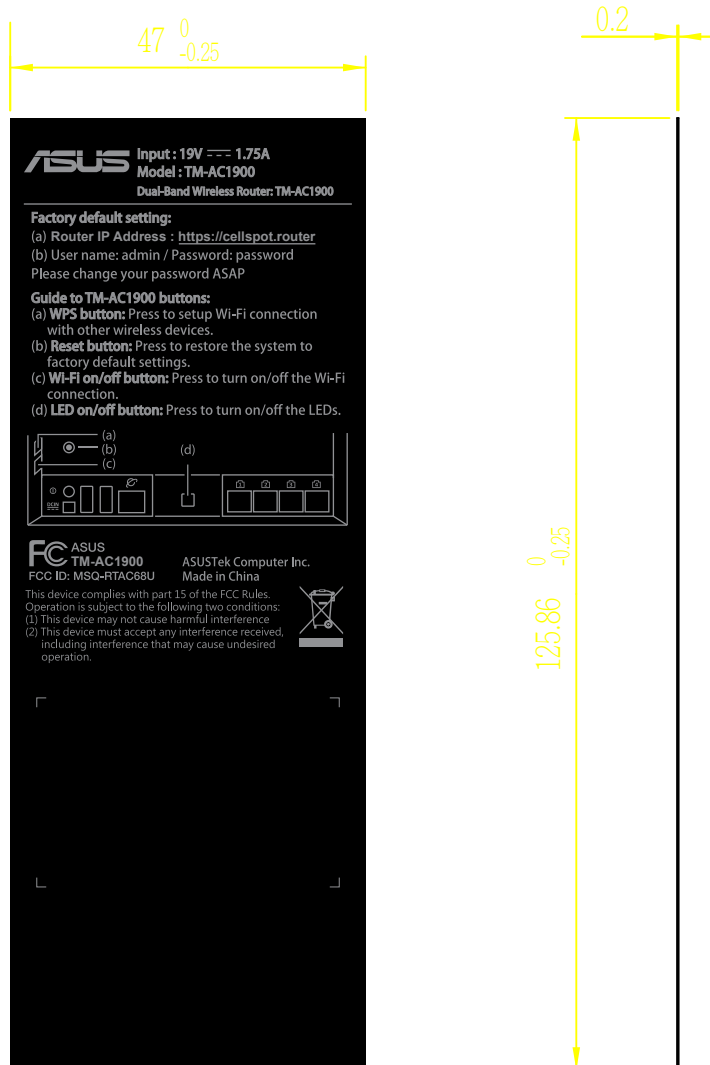 47 0 -0.25
0.2
ASUS
Input : 19V 1.75A
Model : TM-AC1900
Dual-Band Wireless Router: TM-AC1900
Factory default setting:
(a) Router IP Address : https://cellspot.router
(b) User name: admin / Password: password
Please change your password ASAP
Guide to TM-AC1900 buttons:
(a) WPS button: Press to setup Wi-Fi connection
with other wireless devices.
(b) Reset button: Press to restore the system to
factory default settings.
(c) Wi-Fi on/off button: Press to turn on/off the Wi-Fi
connection.
(d) LED on/off button: Press to turn on/off the LEDs.
(a)
(b)
(c)
(d)
DCIN
1 2 3 4
FC ASUS
TM-AC1900
FCC ID: MSQ-RTAC68U
ASUSTek Computer Inc.
Made in China
This device complies with part 15 of the FCC Rules.
Operation is subject to the following two conditions:
(1) This device may not cause harmful interference
(2) This device must accept any interference received,
including interference that may cause undesired
operation.
125.86 0 -0.25